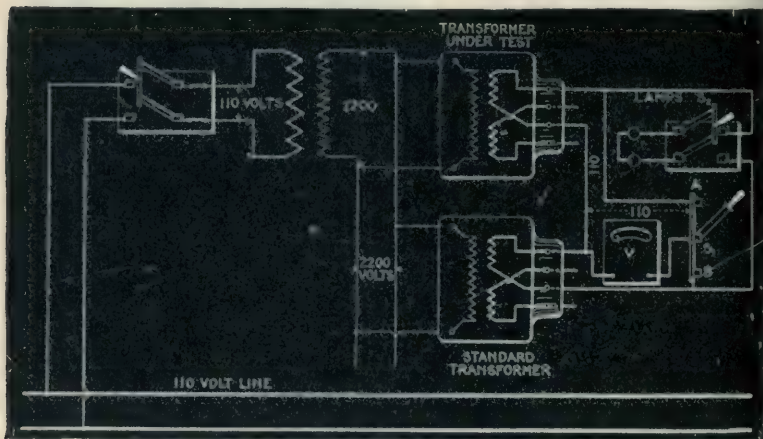 TRANSFORMER
UNDER TEST
110 VOLTS
2200
LAMPS
110
A
110
V
B
2200
VOLTS
STANDARD
TRANSFORMER
110 VOLT LINE